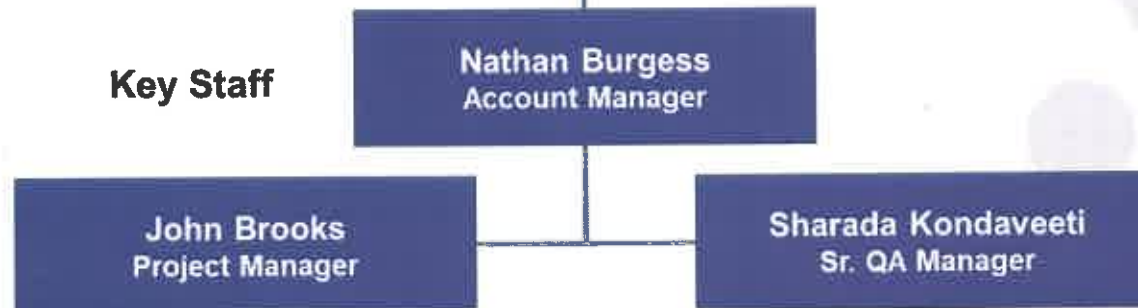 Key Staff
Nathan Burgess
Account Manager
John Brooks
Project Manager
Sharada Kondaveeti
Sr. QA Manager